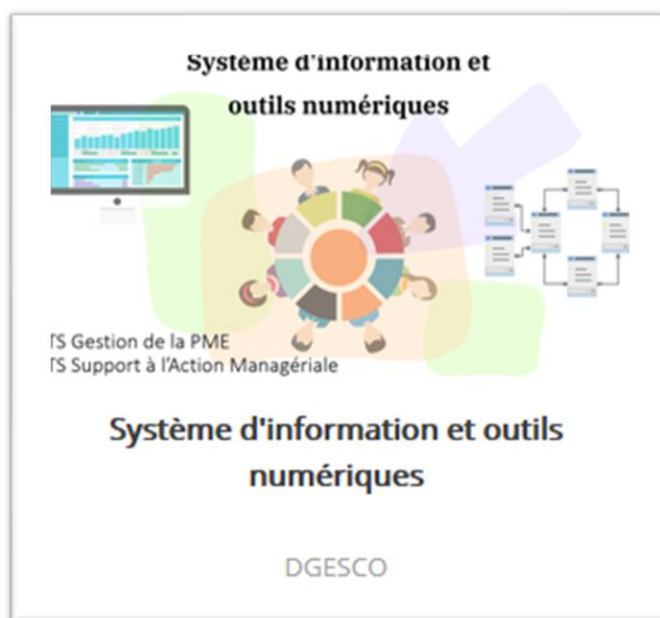 Système d'information et
outils numériques
TS Gestion de la PME
TS Support à l'Action Managériale
Système d'information et outils
numériques
DGESCO